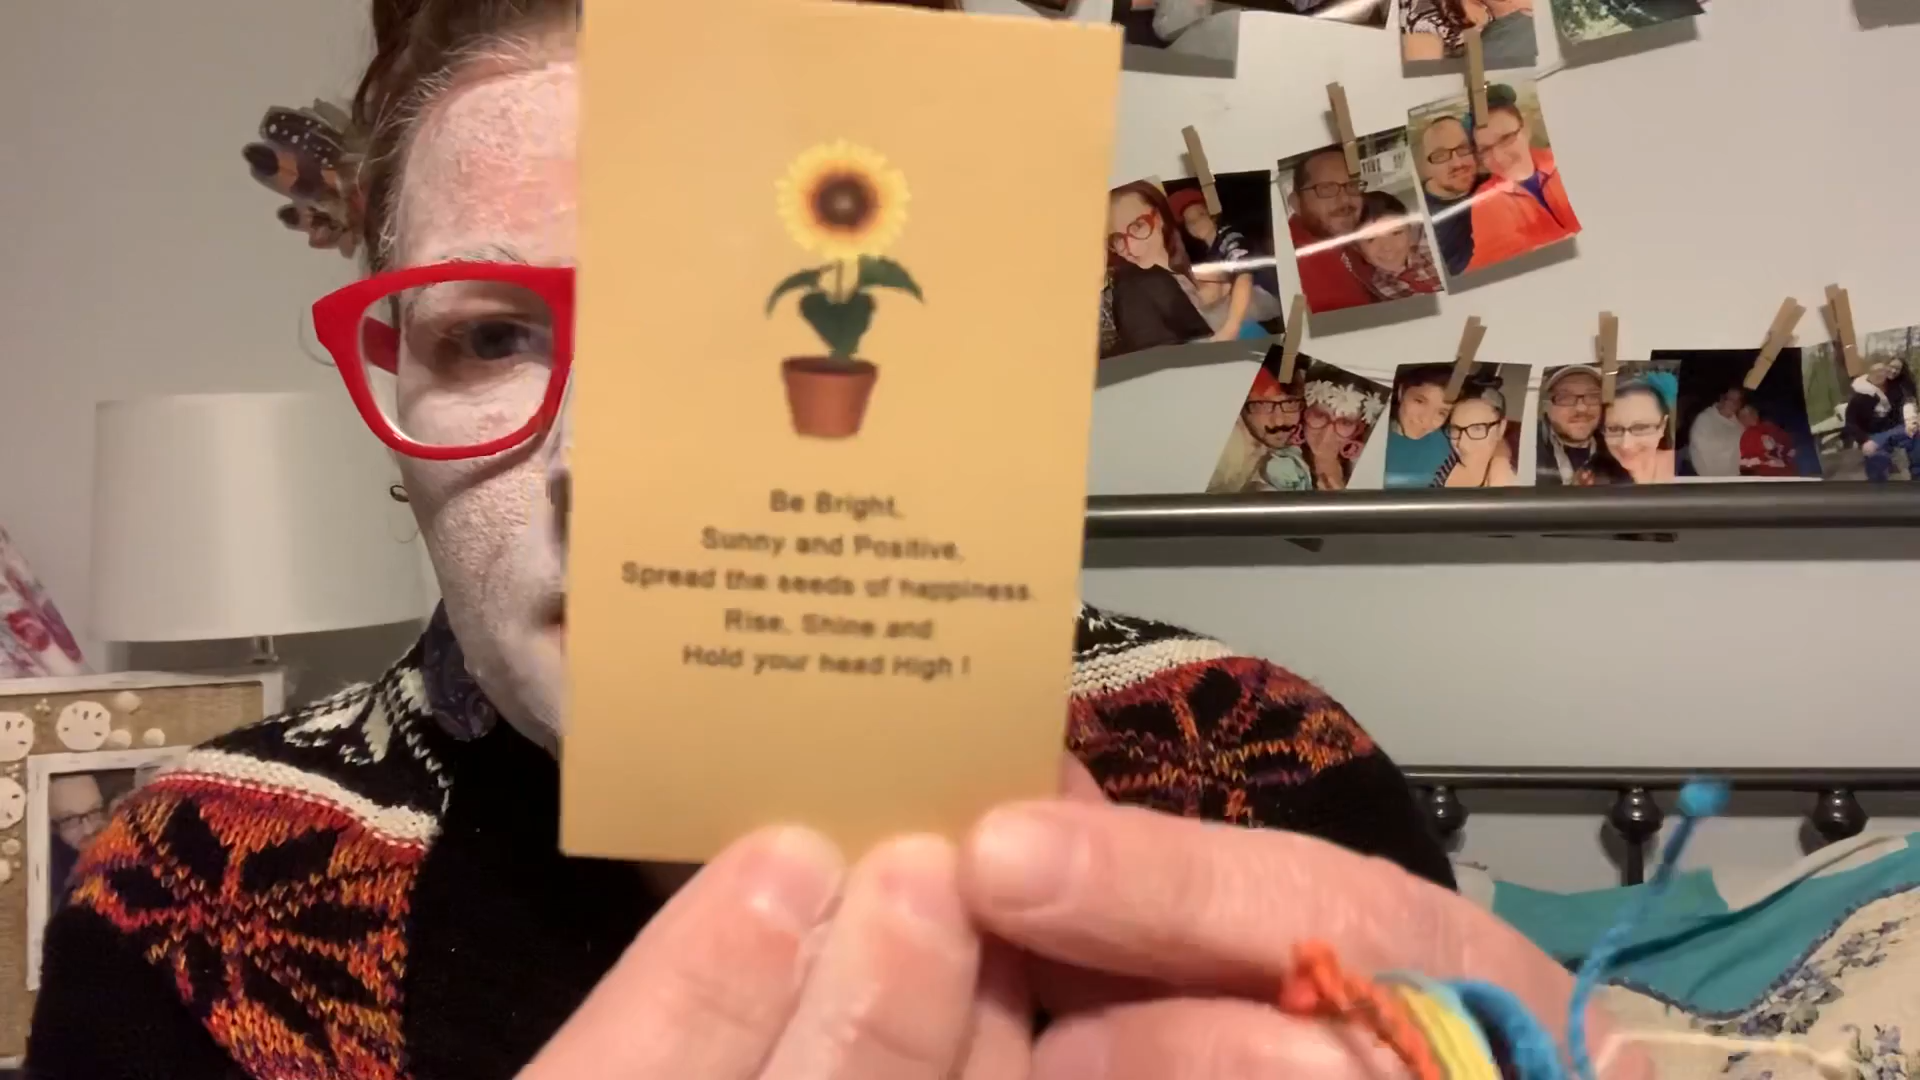 Be Bright,
Sunny and Positive,
Spread the seeds of happiness.
Rise, Shine and
Hold your head High !